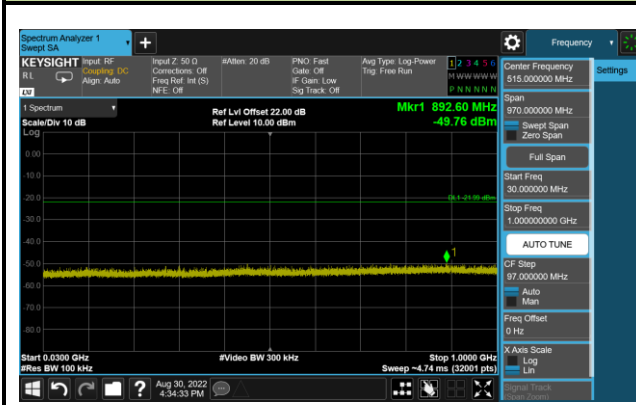 Spectrum Analyzer 1
Swept SA
Frequency
KEYSIGHT
RL
LXI
Input: RF
Coupling: DC
Align: Auto
Input Z: 50 Ω
Corrections: Off
Freq Ref: Int (S)
NFE: Off
#Atten: 20 dB
PNO: Fast
Gate: Off
IF Gain: Low
Sig Track: Off
Avg Type: Log-Power
Trig: Free Run
1 2 3 4 5 6
M W W W W W
P N N N N N
1 Spectrum
Scale/Div 10 dB
Log
Ref Lvl Offset 22.00 dB
Ref Level 10.00 dBm
Mkr1 892.60 MHz
-49.76 dBm
0.00
-10.0
-20.0
-30.0
-40.0
-50.0
-60.0
-70.0
-80.0
1
Start 0.0300 GHz
#Res BW 100 kHz
#Video BW 300 kHz
Stop 1.0000 GHz
Sweep ~4.74 ms (32001 pts)
Aug 30, 2022
4:34:33 PM
Center Frequency
515.000000 MHz
Settings
Span
970.000000 MHz
Swept Span
Zero Span
Full Span
Start Freq
30.000000 MHz
Stop Freq
1.000000000 GHz
AUTO TUNE
CF Step
97.000000 MHz
Auto
Man
Freq Offset
0 Hz
X Axis Scale
Log
Lin
Signal Track
(Span Zoom)